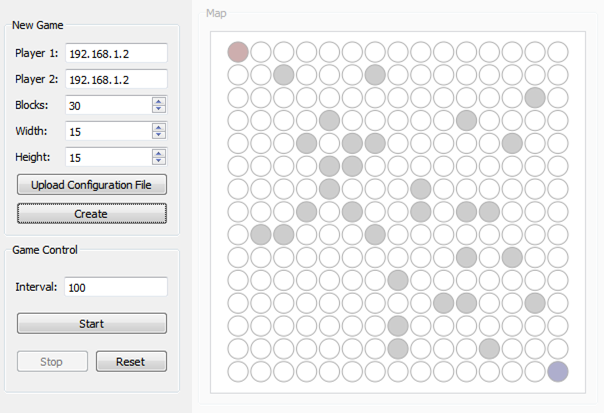 New Game
Player 1: 192.168.1.2
Player 2: 192.168.1.2
Blocks: 30
Width: 15
Height: 15
Upload Configuration File
Create
Game Control
Interval: 100
Start
Stop Reset
Map